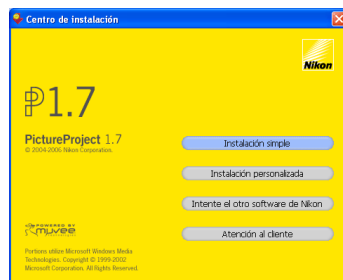 Centro de instalación
Nikon
P1.7
PictureProject 1.7
© 2004-2006 Nikon Corporation
Instalación simple
Instalación personalizada
Intente el otro software de Nikon
Atención al cliente
POWERED BY
muvee
Portions utilize Microsoft Windows Media
Technologies. Copyright © 1999-2002
Microsoft Corporation. All Rights Reserved.